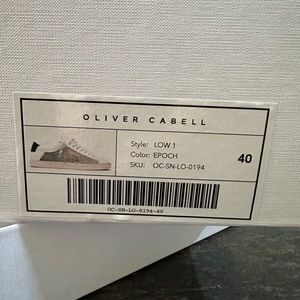 OLIVER CABELL
Style: LOW 1
Color: EPOCH
SKU: OC-SN-LO-0194
40
OC-SN-LO-0194-40